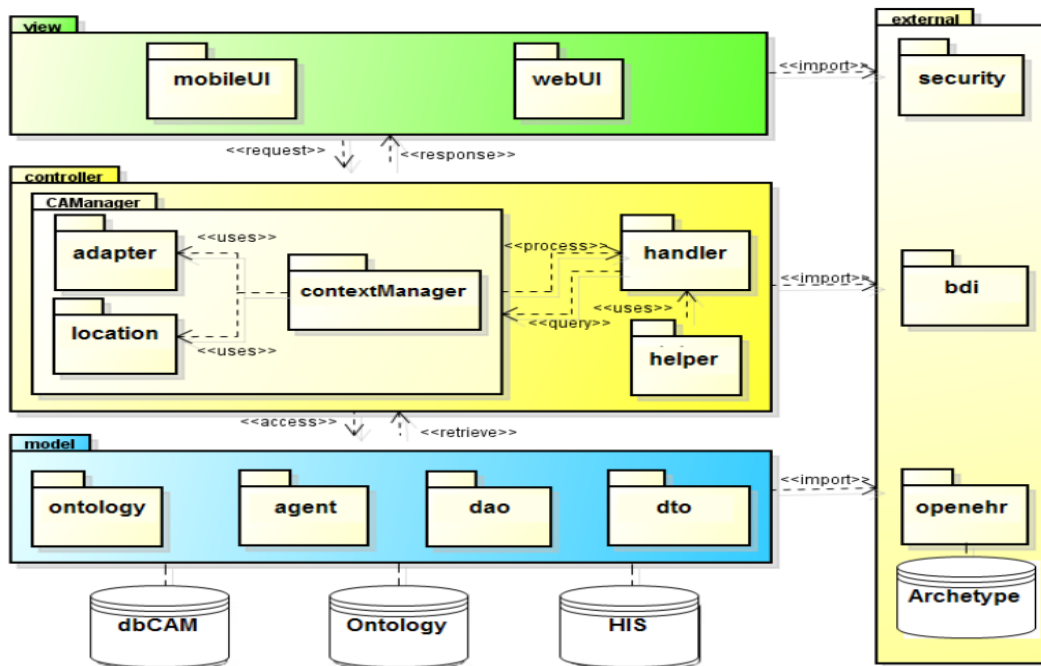 view
external
mobileUI
webUI
<<import>>
security
<<request>>
<<response>>
controller
CAManager
adapter
<<uses>>
contextManager
<<process>>
handler
<<import>>
bdi
location
<<uses>>
<<query>>
<<uses>>
helper
<<access>>
<<retrieve>>
model
ontology
agent
dao
dto
<<import>>
openehr
dbCAM
Ontology
HIS
Archetype